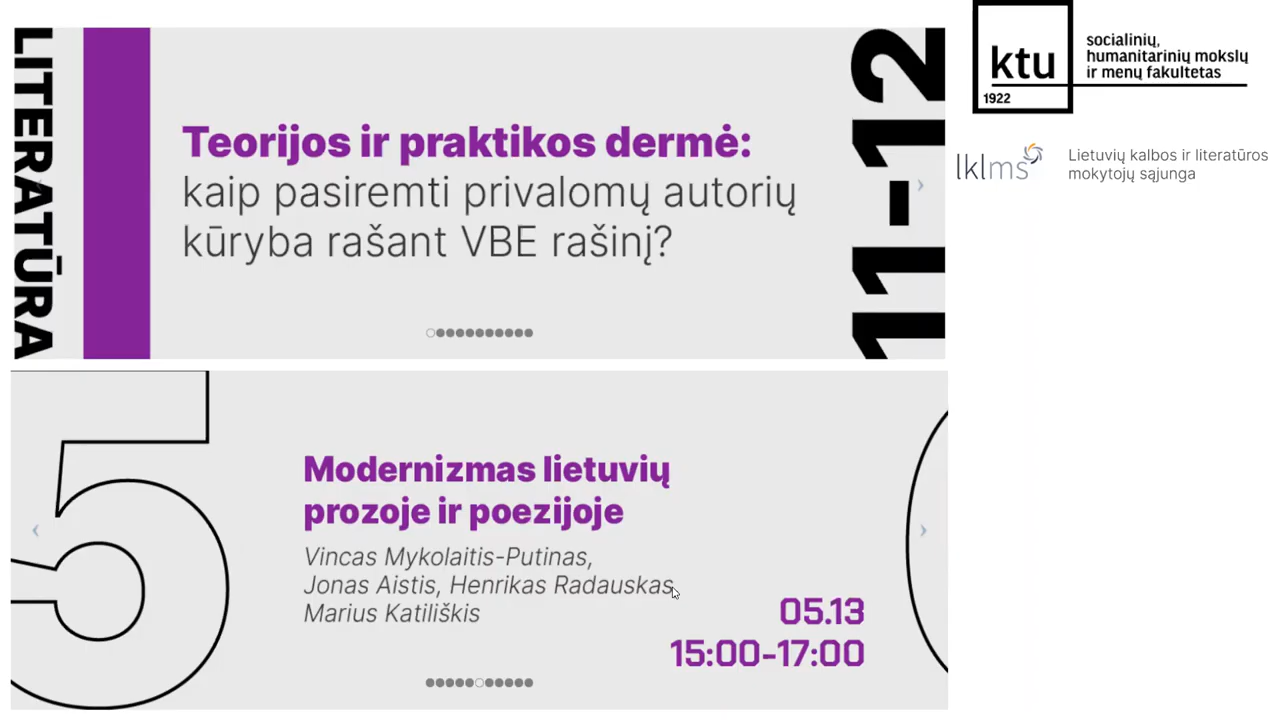 LITERATŪRA
Teorijos ir praktikos dermė:
kaip pasiremti privalomų autorių
kūryba rašant VBE rašinį?
11-12
ktu
1922
socialinių,
humanitarinių mokslų
ir menų fakultetas
lklms
Lietuvių kalbos ir literatūros
mokytojų sąjunga
5
Modernizmas lietuvių
prozoje ir poezijoje
Vincas Mykolaitis-Putinas,
Jonas Aistis, Henrikas Radauskas,
Marius Katiliškis
05.13
15:00-17:00